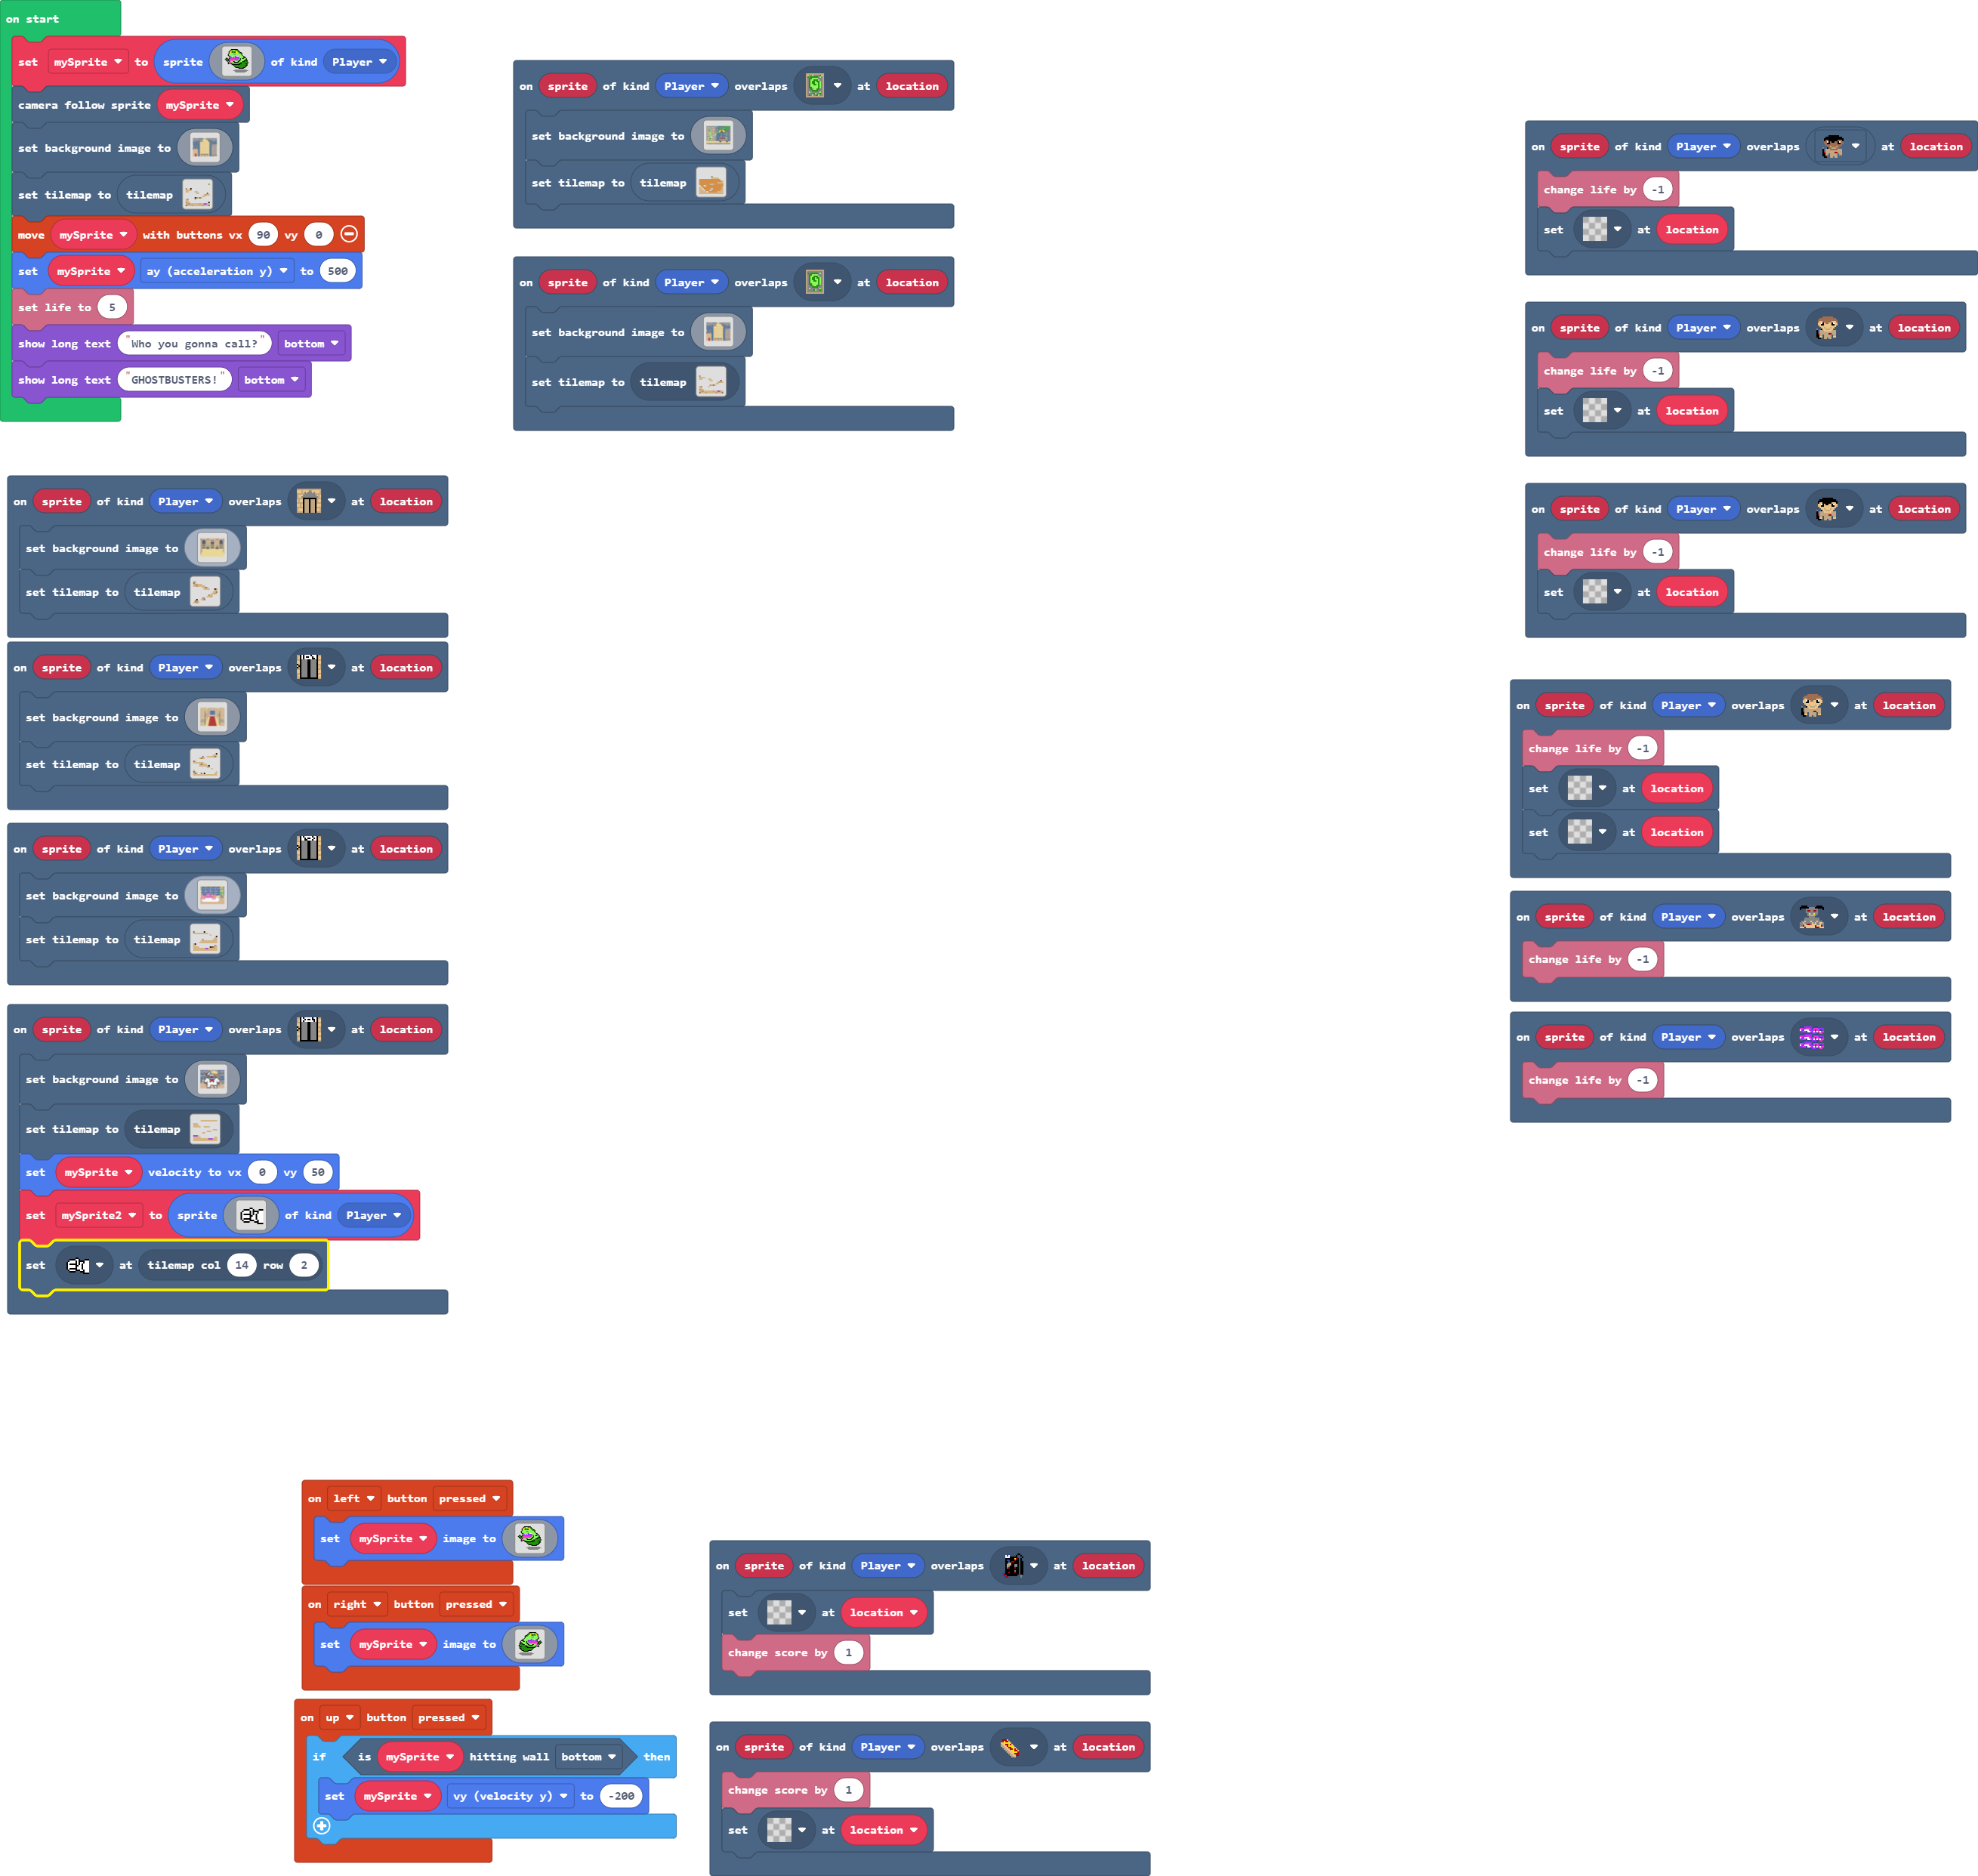 on start
set mySprite to sprite of kind Player
camera follow sprite mySprite
set background image to
set tilemap to tilemap
move mySprite with buttons vx 90 vy 0
set mySprite ay (acceleration y) to 500
set life to 5
show long text "Who you gonna call?" bottom
show long text "GHOSTBUSTERS!" bottom
on sprite of kind Player overlaps at location
set background image to
set tilemap to tilemap
on sprite of kind Player overlaps at location
set background image to
set tilemap to tilemap
on sprite of kind Player overlaps at location
change life by -1
set at location
on sprite of kind Player overlaps at location
change life by -1
set at location
on sprite of kind Player overlaps at location
change life by -1
set at location
on sprite of kind Player overlaps at location
change life by -1
set at location
set at location
on sprite of kind Player overlaps at location
change life by -1
on sprite of kind Player overlaps at location
change life by -1
on sprite of kind Player overlaps at location
set background image to
set tilemap to tilemap
on sprite of kind Player overlaps at location
set background image to
set tilemap to tilemap
on sprite of kind Player overlaps at location
set background image to
set tilemap to tilemap
on sprite of kind Player overlaps at location
set background image to
set tilemap to tilemap
set mySprite velocity to vx 0 vy 50
set mySprite2 to sprite of kind Player
set at tilemap col 14 row 2
on left button pressed
set mySprite image to
on right button pressed
set mySprite image to
on up button pressed
if is mySprite hitting wall bottom then
set mySprite vy (velocity y) to -200
on sprite of kind Player overlaps at location
set at location
change score by 1
on sprite of kind Player overlaps at location
change score by 1
set at location